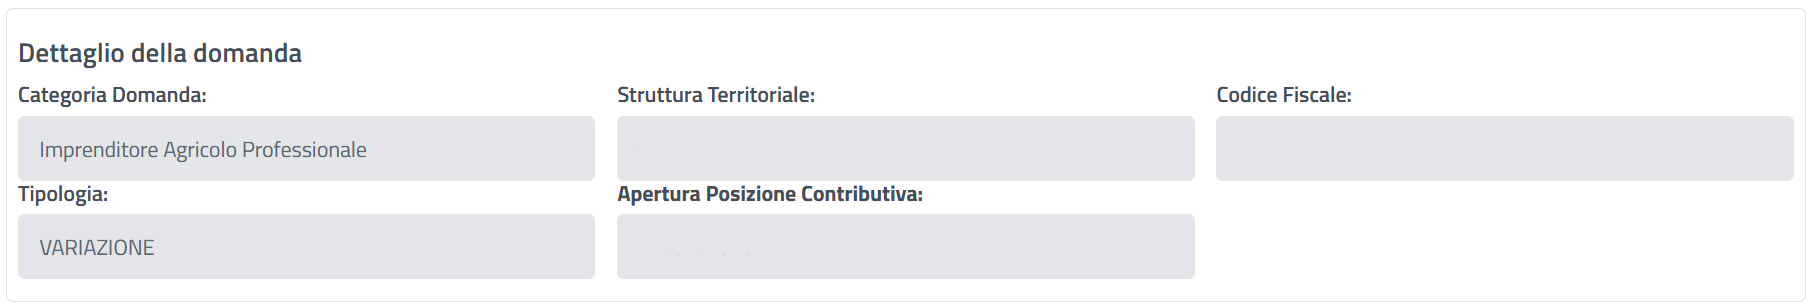 Dettaglio della domanda
Categoria Domanda:
Imprenditore Agricolo Professionale
Struttura Territoriale:
Codice Fiscale:
Tipologia:
VARIAZIONE
Apertura Posizione Contributiva: